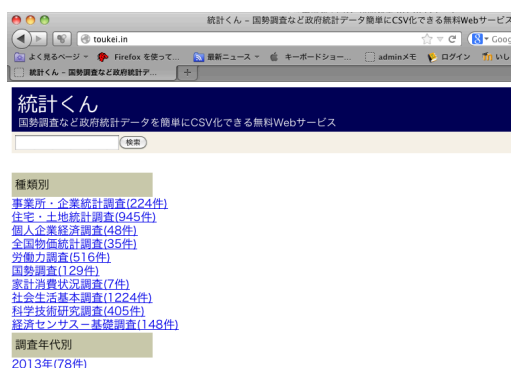 統計くん – 国勢調査など政府統計データ簡単にCSV化できる無料Webサービス
toukei.in
Goog
よく見るページ
Firefox を使って...
最新ニュース
キーボードショー...
adminメモ
ログイン
いし
統計くん – 国勢調査など政府統計デ...
統計くん
国勢調査など政府統計データを簡単にCSV化できる無料Webサービス
検索
種類別
事業所・企業統計調査(224件)
住宅・土地統計調査(945件)
個人企業経済調査(48件)
全国物価統計調査(35件)
労働力調査(516件)
国勢調査(129件)
家計消費状況調査(7件)
社会生活基本調査(1224件)
科学技術研究調査(405件)
経済センサス－基礎調査(148件)
調査年代別
2013年(78件)